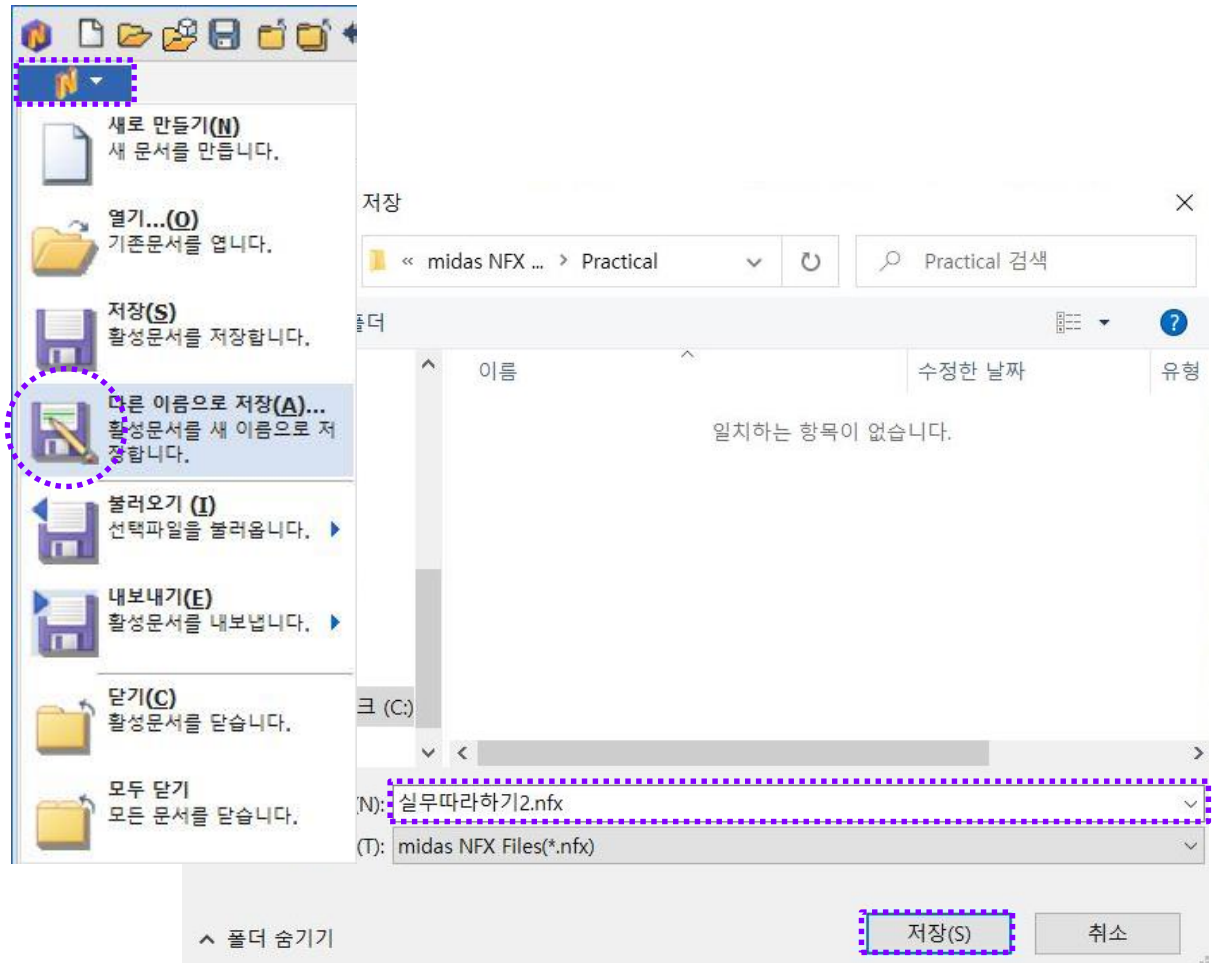 새로 만들기(N)
새 문서를 만듭니다.
열기...(O)
기존문서를 엽니다.
저장(S)
활성문서를 저장합니다.
다른 이름으로 저장(A)...
활성문서를 새 이름으로 저
장합니다.
불러오기 (I)
선택파일을 불러옵니다.
내보내기(E)
활성문서를 내보냅니다.
닫기(C)
활성문서를 닫습니다.
모두 닫기
모든 문서를 닫습니다.
저장
« midas NFX ... > Practical
Practical 검색
폴더
이름
수정한 날짜
유형
일치하는 항목이 없습니다.
크 (C:)
(N): 실무따라하기2.nfx
(T): midas NFX Files(*.nfx)
폴더 숨기기
저장(S)
취소